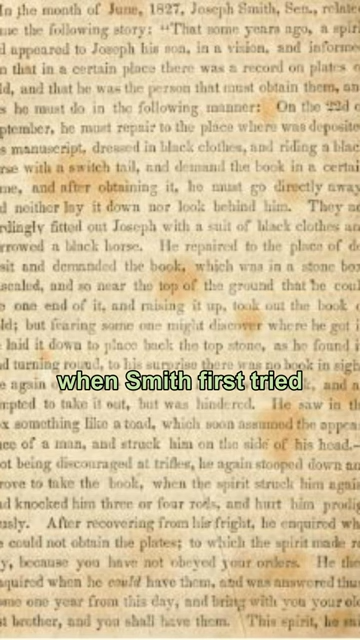 In the month of June, 1827, Joseph Smith, Sen., relate
me the following story: "That some years ago, a spiri
d appeared to Joseph his son, in a vision, and informe
n that in a certain place there was a record on plates o
ld, and that he was the person that must obtain them, an
s he must do in the following manner: On the 22d o
ptember, he must repair to the place where was deposite
s manuscript, dressed in black clothes, and riding a blac
rse with a switch tail, and demand the book in a certai
me, and after obtaining it, he must go directly away
d neither lay it down nor look behind him. They ac
rdingly fitted out Joseph with a suit of black clothes an
rrowed a black horse. He repaired to the place of de
sit and demanded the book, which was in a stone box
sealed, and so near the top of the ground that he coul
e one end of it, and raising it up, took out the book
ld; but fearing some one might discover where he got
laid it down to place back the top stone, as he found i
d turning round, to his surprise there was no book in sigh
e again
when Smith first tried
and
mpted to take it out, but was hindered. He saw in th
x something like a toad, which soon assumed the appea
nce of a man, and struck him on the side of his head.—
ot being discouraged at trifles, he again stooped down an
rove to take the book, when the spirit struck him again
d knocked him three or four rods, and hurt him prodig
usly. After recovering from his fright, he enquired wh
e could not obtain the plates; to which the spirit made r
y, because you have not obeyed your orders. He the
nquired when he could have them, and was answered thu
me one year from this day, and bring with you your ol
st brother, and you shall have them. This spirit, he sa